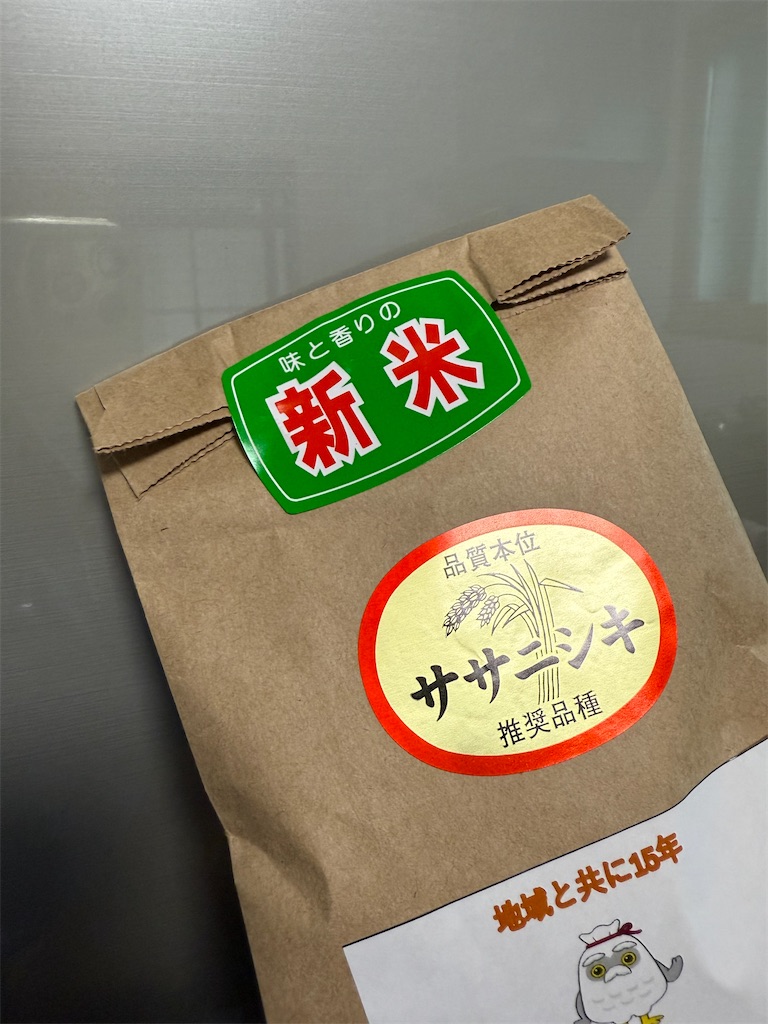 味と香りの
新米
品質本位
ササニシキ
推奨品種
地域と共に15年